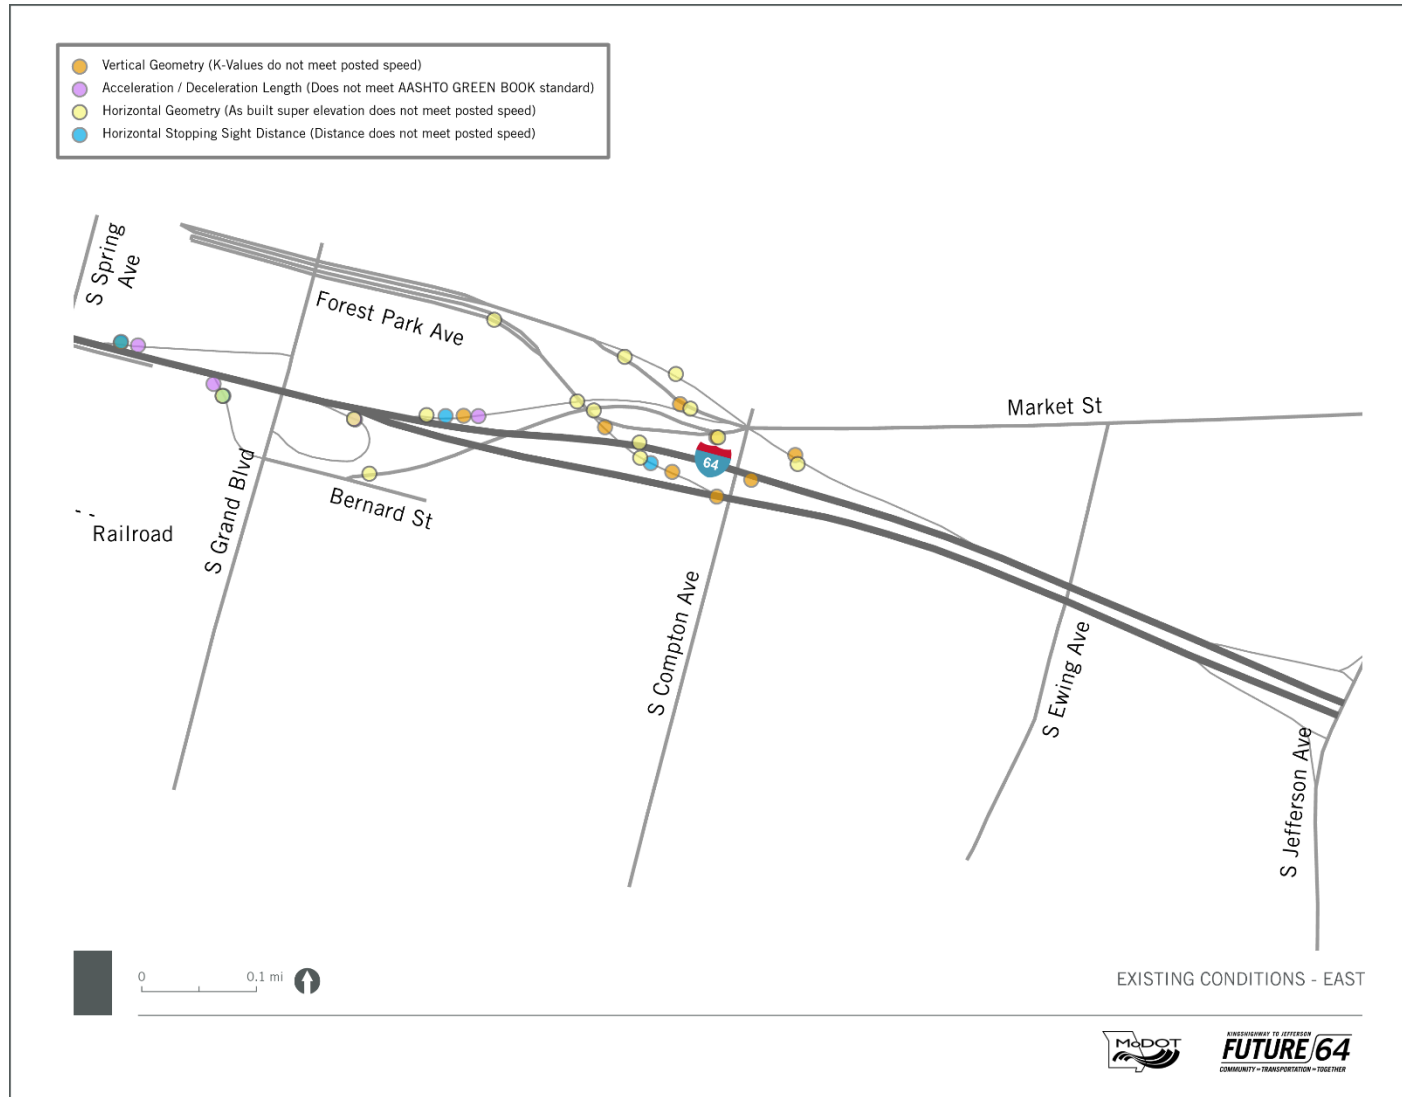 Vertical Geometry (K-Values do not meet posted speed)
Acceleration / Deceleration Length (Does not meet AASHTO GREEN BOOK standard)
Horizontal Geometry (As built super elevation does not meet posted speed)
Horizontal Stopping Sight Distance (Distance does not meet posted speed)
S Spring
Ave
Forest Park Ave
Market St
64
S Grand Blvd
Bernard St
Railroad
S Compton Ave
S Ewing Ave
S Jefferson Ave
0
0.1 mi
EXISTING CONDITIONS - EAST
MoDOT
KINGSHIGHWAY TO JEFFERSON
FUTURE/64
COMMUNITY - TRANSPORTATION - TOGETHER